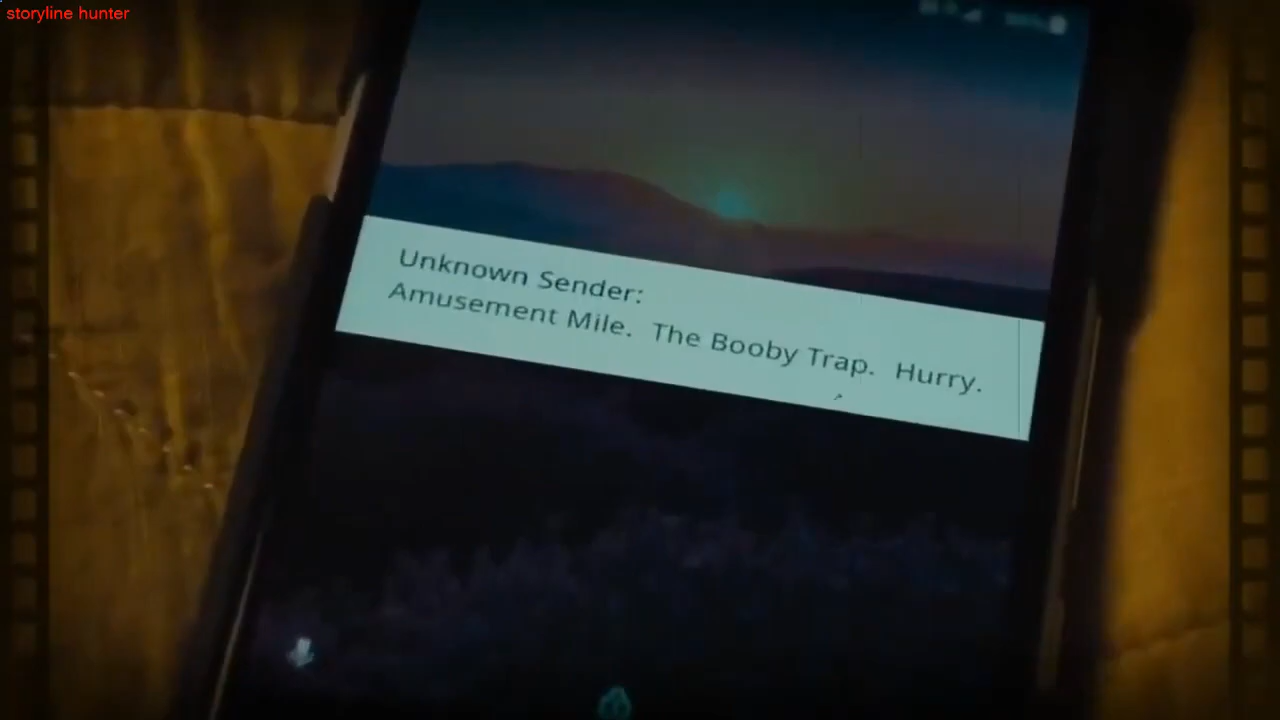 storyline hunter
Unknown Sender:
Amusement Mile.  The Booby Trap.  Hurry.